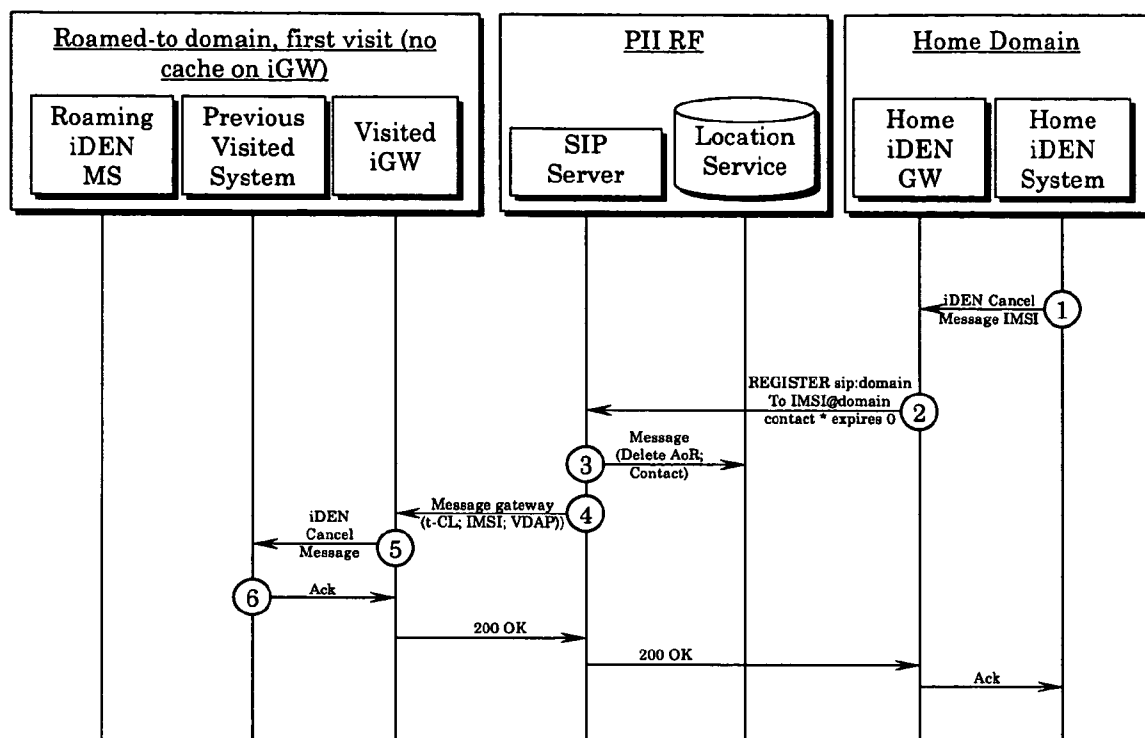 Roamed-to domain, first visit (no
cache on iGW)
PII RF
Home Domain
Roaming
iDEN
MS
Previous
Visited
System
Visited
iGW
SIP
Server
Location
Service
Home
iDEN
GW
Home
iDEN
System
iDEN Cancel
Message IMSI
1
REGISTER sip:domain
To IMSI@domain
contact * expires 0
2
Message
(Delete AoR;
Contact)
3
Message gateway
(t-CL; IMSI; VDAP))
4
iDEN
Cancel
Message
5
6
Ack
200 OK
200 OK
Ack